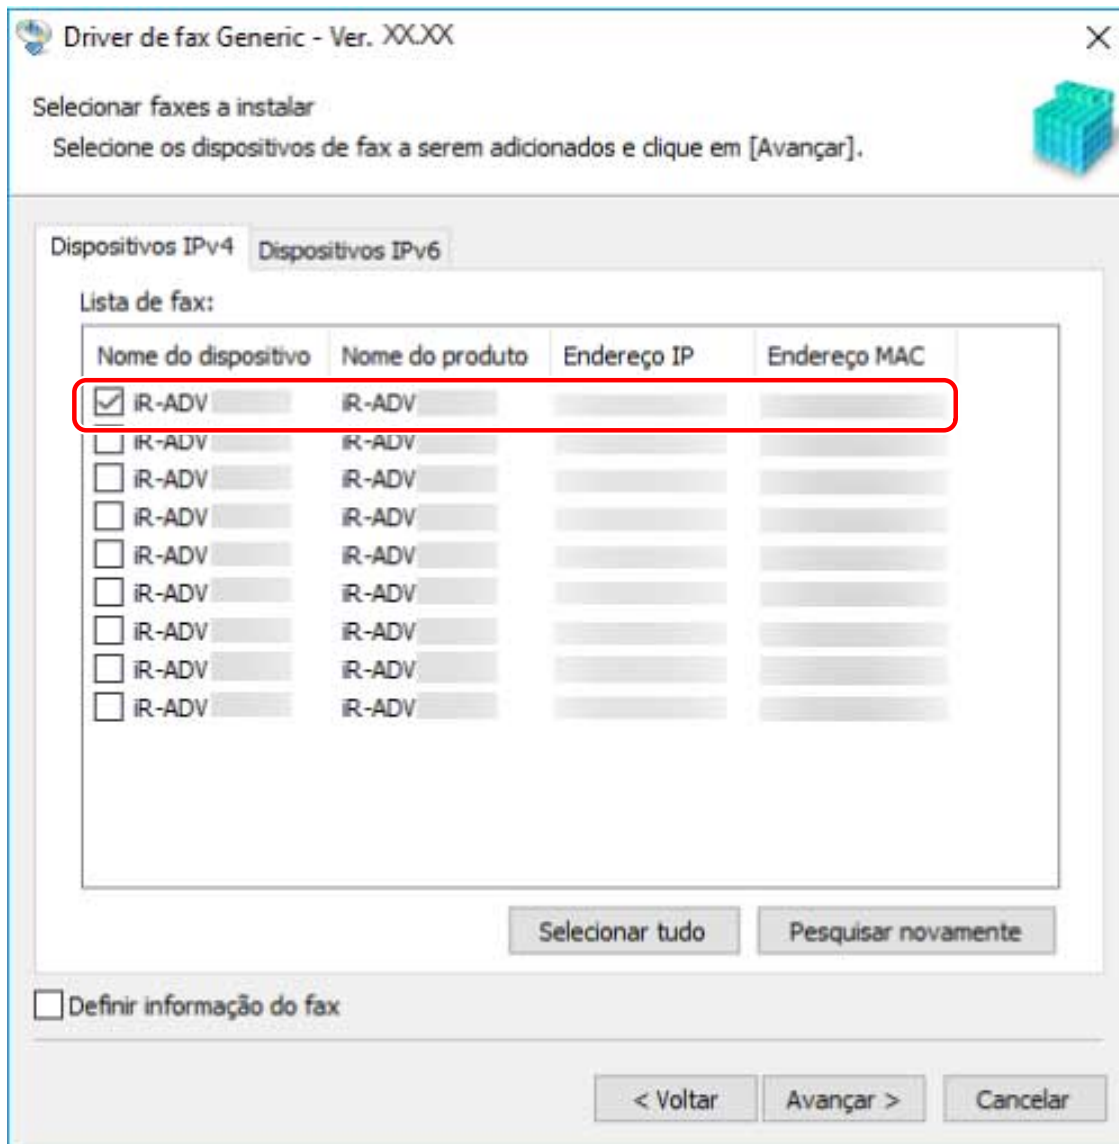 Driver de fax Generic - Ver. XX.XX
Selecionar faxes a instalar
Selecione os dispositivos de fax a serem adicionados e clique em [Avançar].
Dispositivos IPv4 Dispositivos IPv6
Lista de fax:
Nome do dispositivo Nome do produto Endereço IP Endereço MAC
iR-ADV iR-ADV
iR-ADV iR-ADV
iR-ADV iR-ADV
iR-ADV iR-ADV
iR-ADV iR-ADV
iR-ADV iR-ADV
iR-ADV iR-ADV
iR-ADV iR-ADV
iR-ADV iR-ADV
Selecionar tudo Pesquisar novamente
Definir informação do fax
< Voltar Avançar > Cancelar